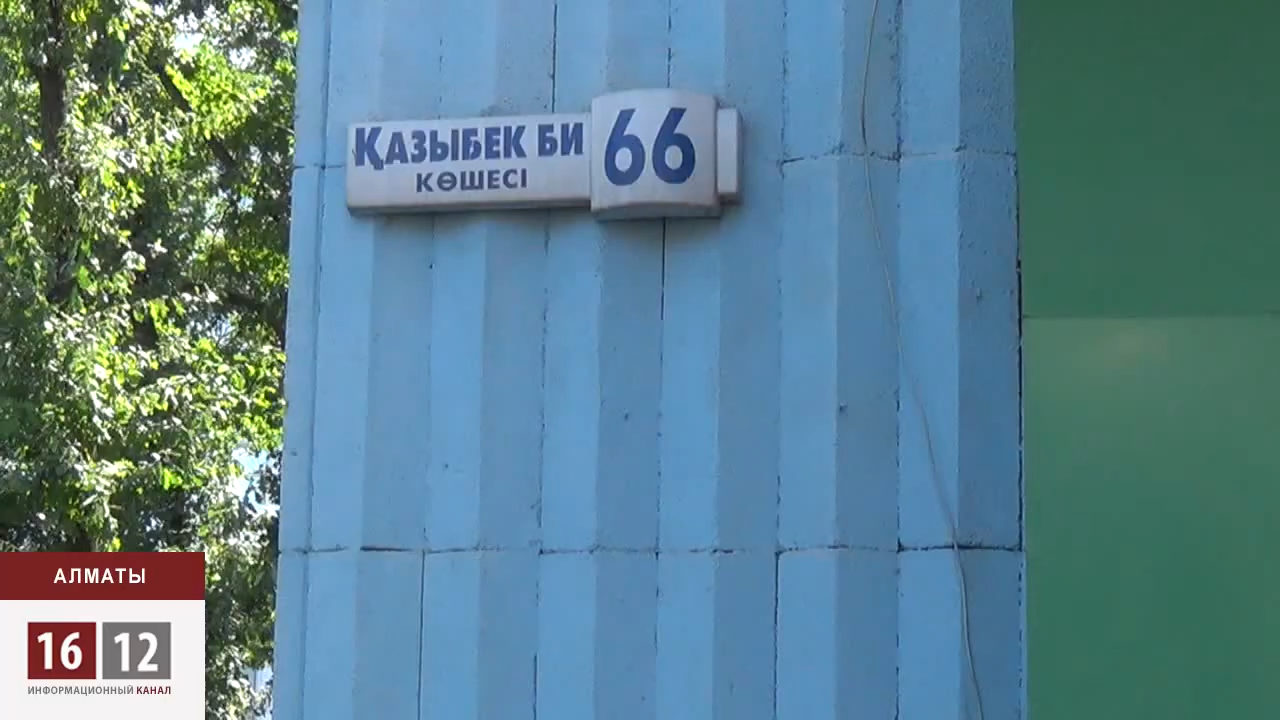 ҚАЗЫБЕК БИ 66
КӨШЕСІ
АЛМАТЫ
16 12
ИНФОРМАЦИОННЫЙ КАНАЛ